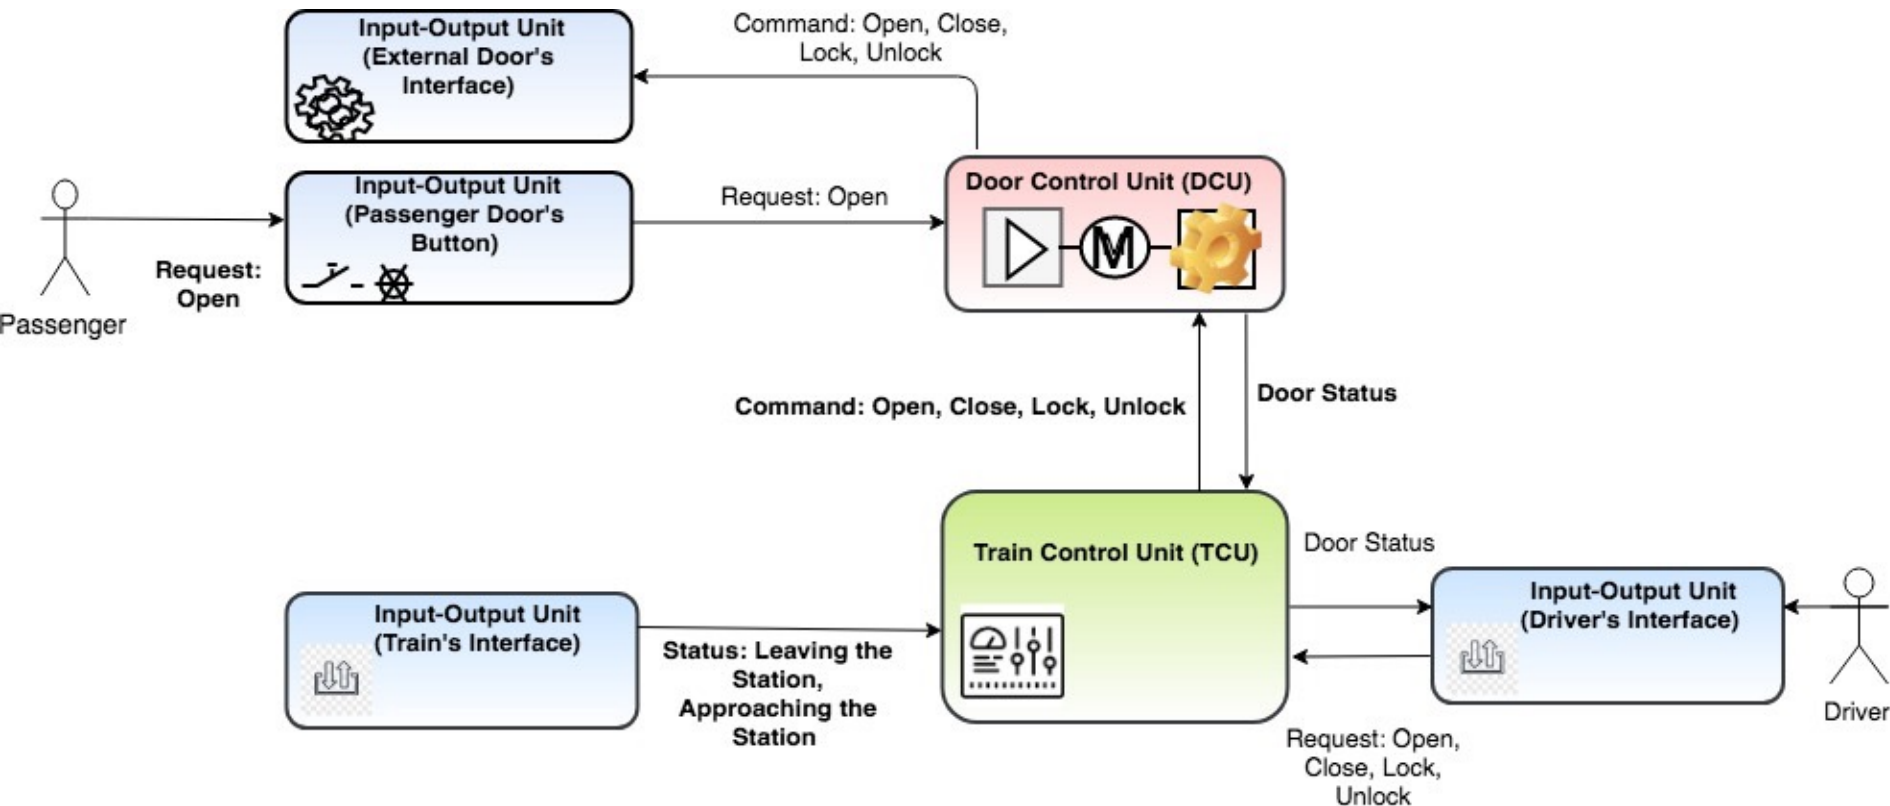 Input-Output Unit
(External Door's
Interface)
Command: Open, Close,
Lock, Unlock
Input-Output Unit
(Passenger Door's
Button)
Request: Open
Door Control Unit (DCU)
M
Request:
Open
Passenger
Command: Open, Close, Lock, Unlock
Door Status
Train Control Unit (TCU)
Door Status
Input-Output Unit
(Train's Interface)
Status: Leaving the
Station,
Approaching the
Station
Input-Output Unit
(Driver's Interface)
Driver
Request: Open,
Close, Lock,
Unlock